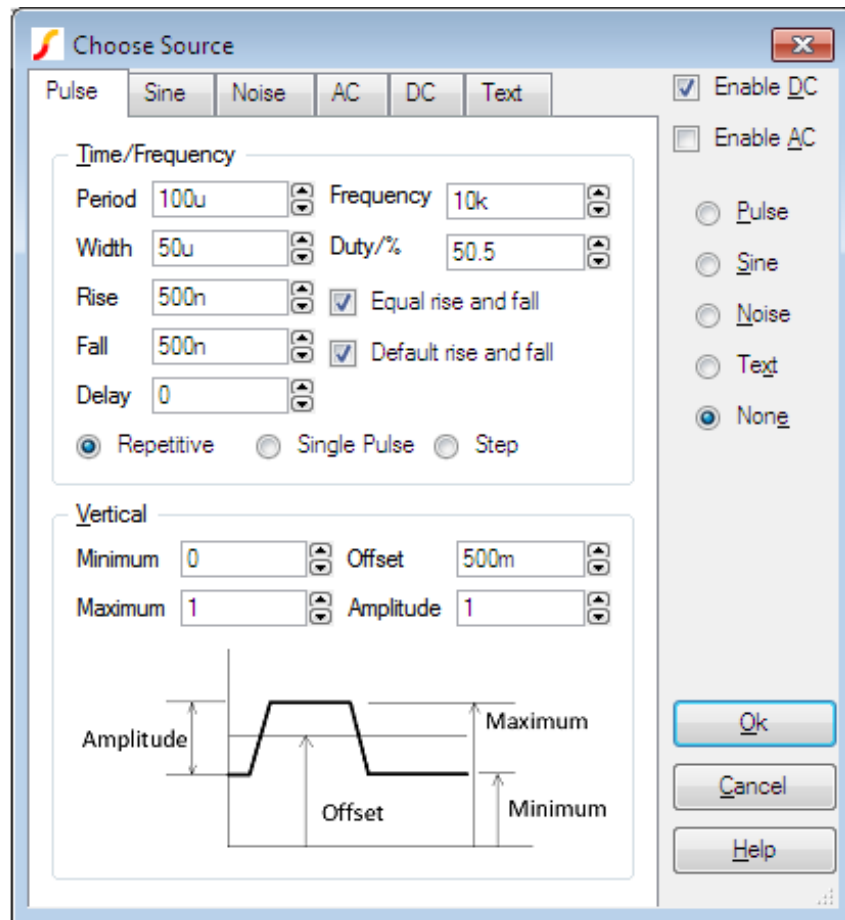 Choose Source
Pulse Sine Noise AC DC Text
Enable DC
Enable AC
Time/Frequency
Period 100u Frequency 10k
Width 50u Duty/% 50.5
Rise 500n Equal rise and fall
Fall 500n Default rise and fall
Delay 0
Repetitive Single Pulse Step
Pulse
Sine
Noise
Text
None
Vertical
Minimum 0 Offset 500m
Maximum 1 Amplitude 1
Amplitude
Maximum
Offset
Minimum
Ok
Cancel
Help